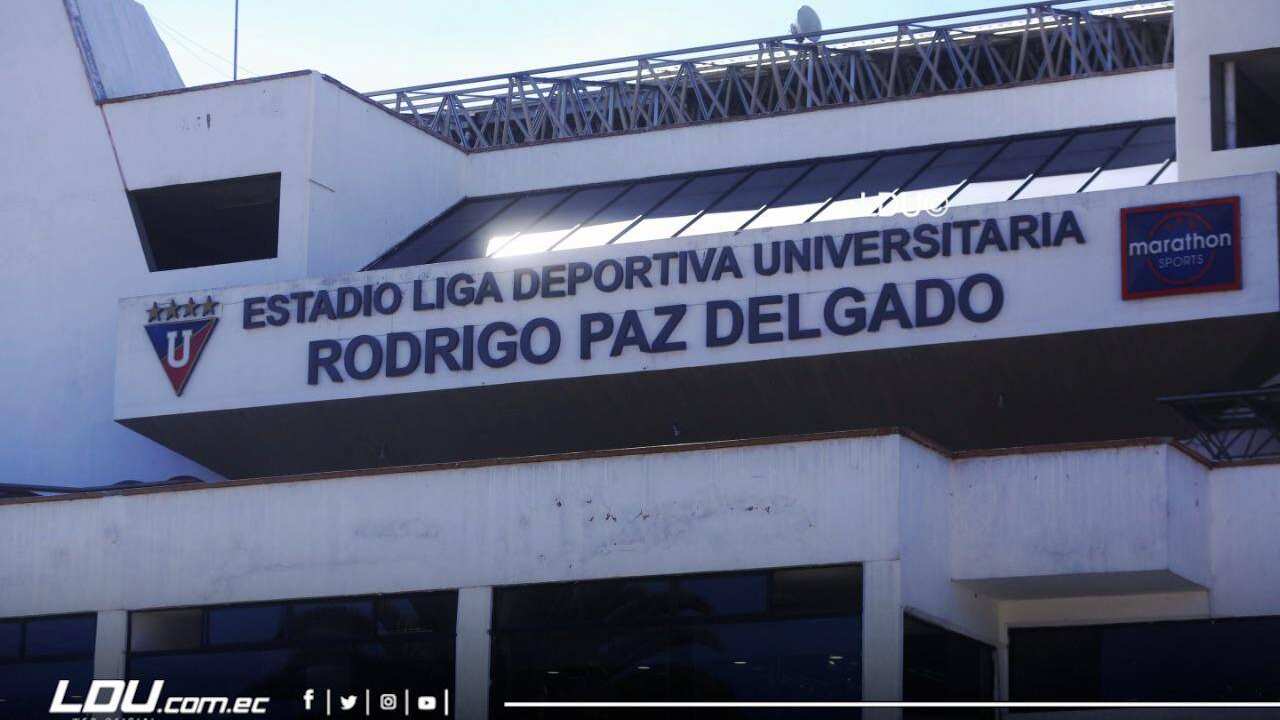 LDU
ESTADIO LIGA DEPORTIVA UNIVERSITARIA
RODRIGO PAZ DELGADO
U
marathon
SPORTS
LDU.com.ec